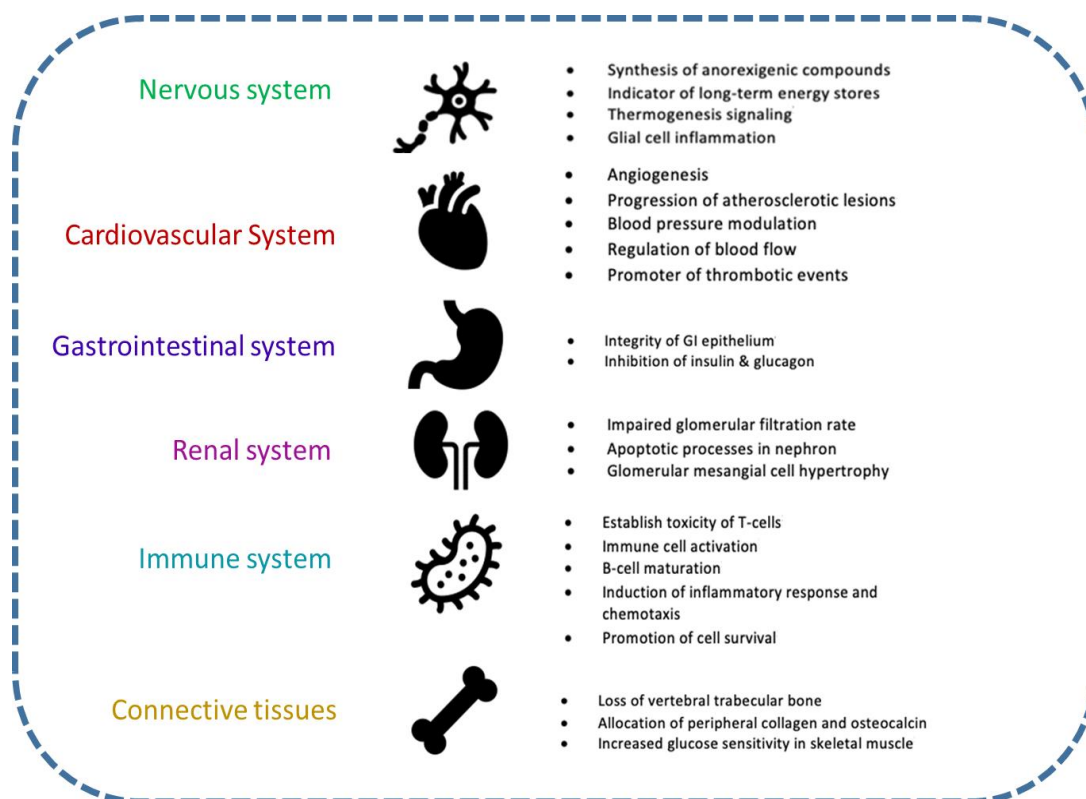 Nervous system
• Synthesis of anorexigenic compounds
• Indicator of long-term energy stores
• Thermogenesis signaling
• Glial cell inflammation
Cardiovascular System
• Angiogenesis
• Progression of atherosclerotic lesions
• Blood pressure modulation
• Regulation of blood flow
• Promoter of thrombotic events
Gastrointestinal system
• Integrity of GI epithelium
• Inhibition of insulin & glucagon
Renal system
• Impaired glomerular filtration rate
• Apoptotic processes in nephron
• Glomerular mesangial cell hypertrophy
Immune system
• Establish toxicity of T-cells
• Immune cell activation
• B-cell maturation
• Induction of inflammatory response and
chemotaxis
• Promotion of cell survival
Connective tissues
• Loss of vertebral trabecular bone
• Allocation of peripheral collagen and osteocalcin
• Increased glucose sensitivity in skeletal muscle